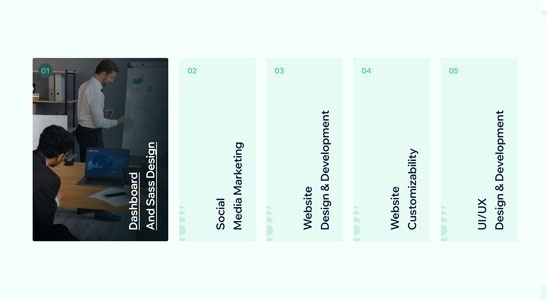 01
Dashboard
And Sass Design
02
Social
Media Marketing
03
Website
Design & Development
04
Website
Customizability
05
UI/UX
Design & Development